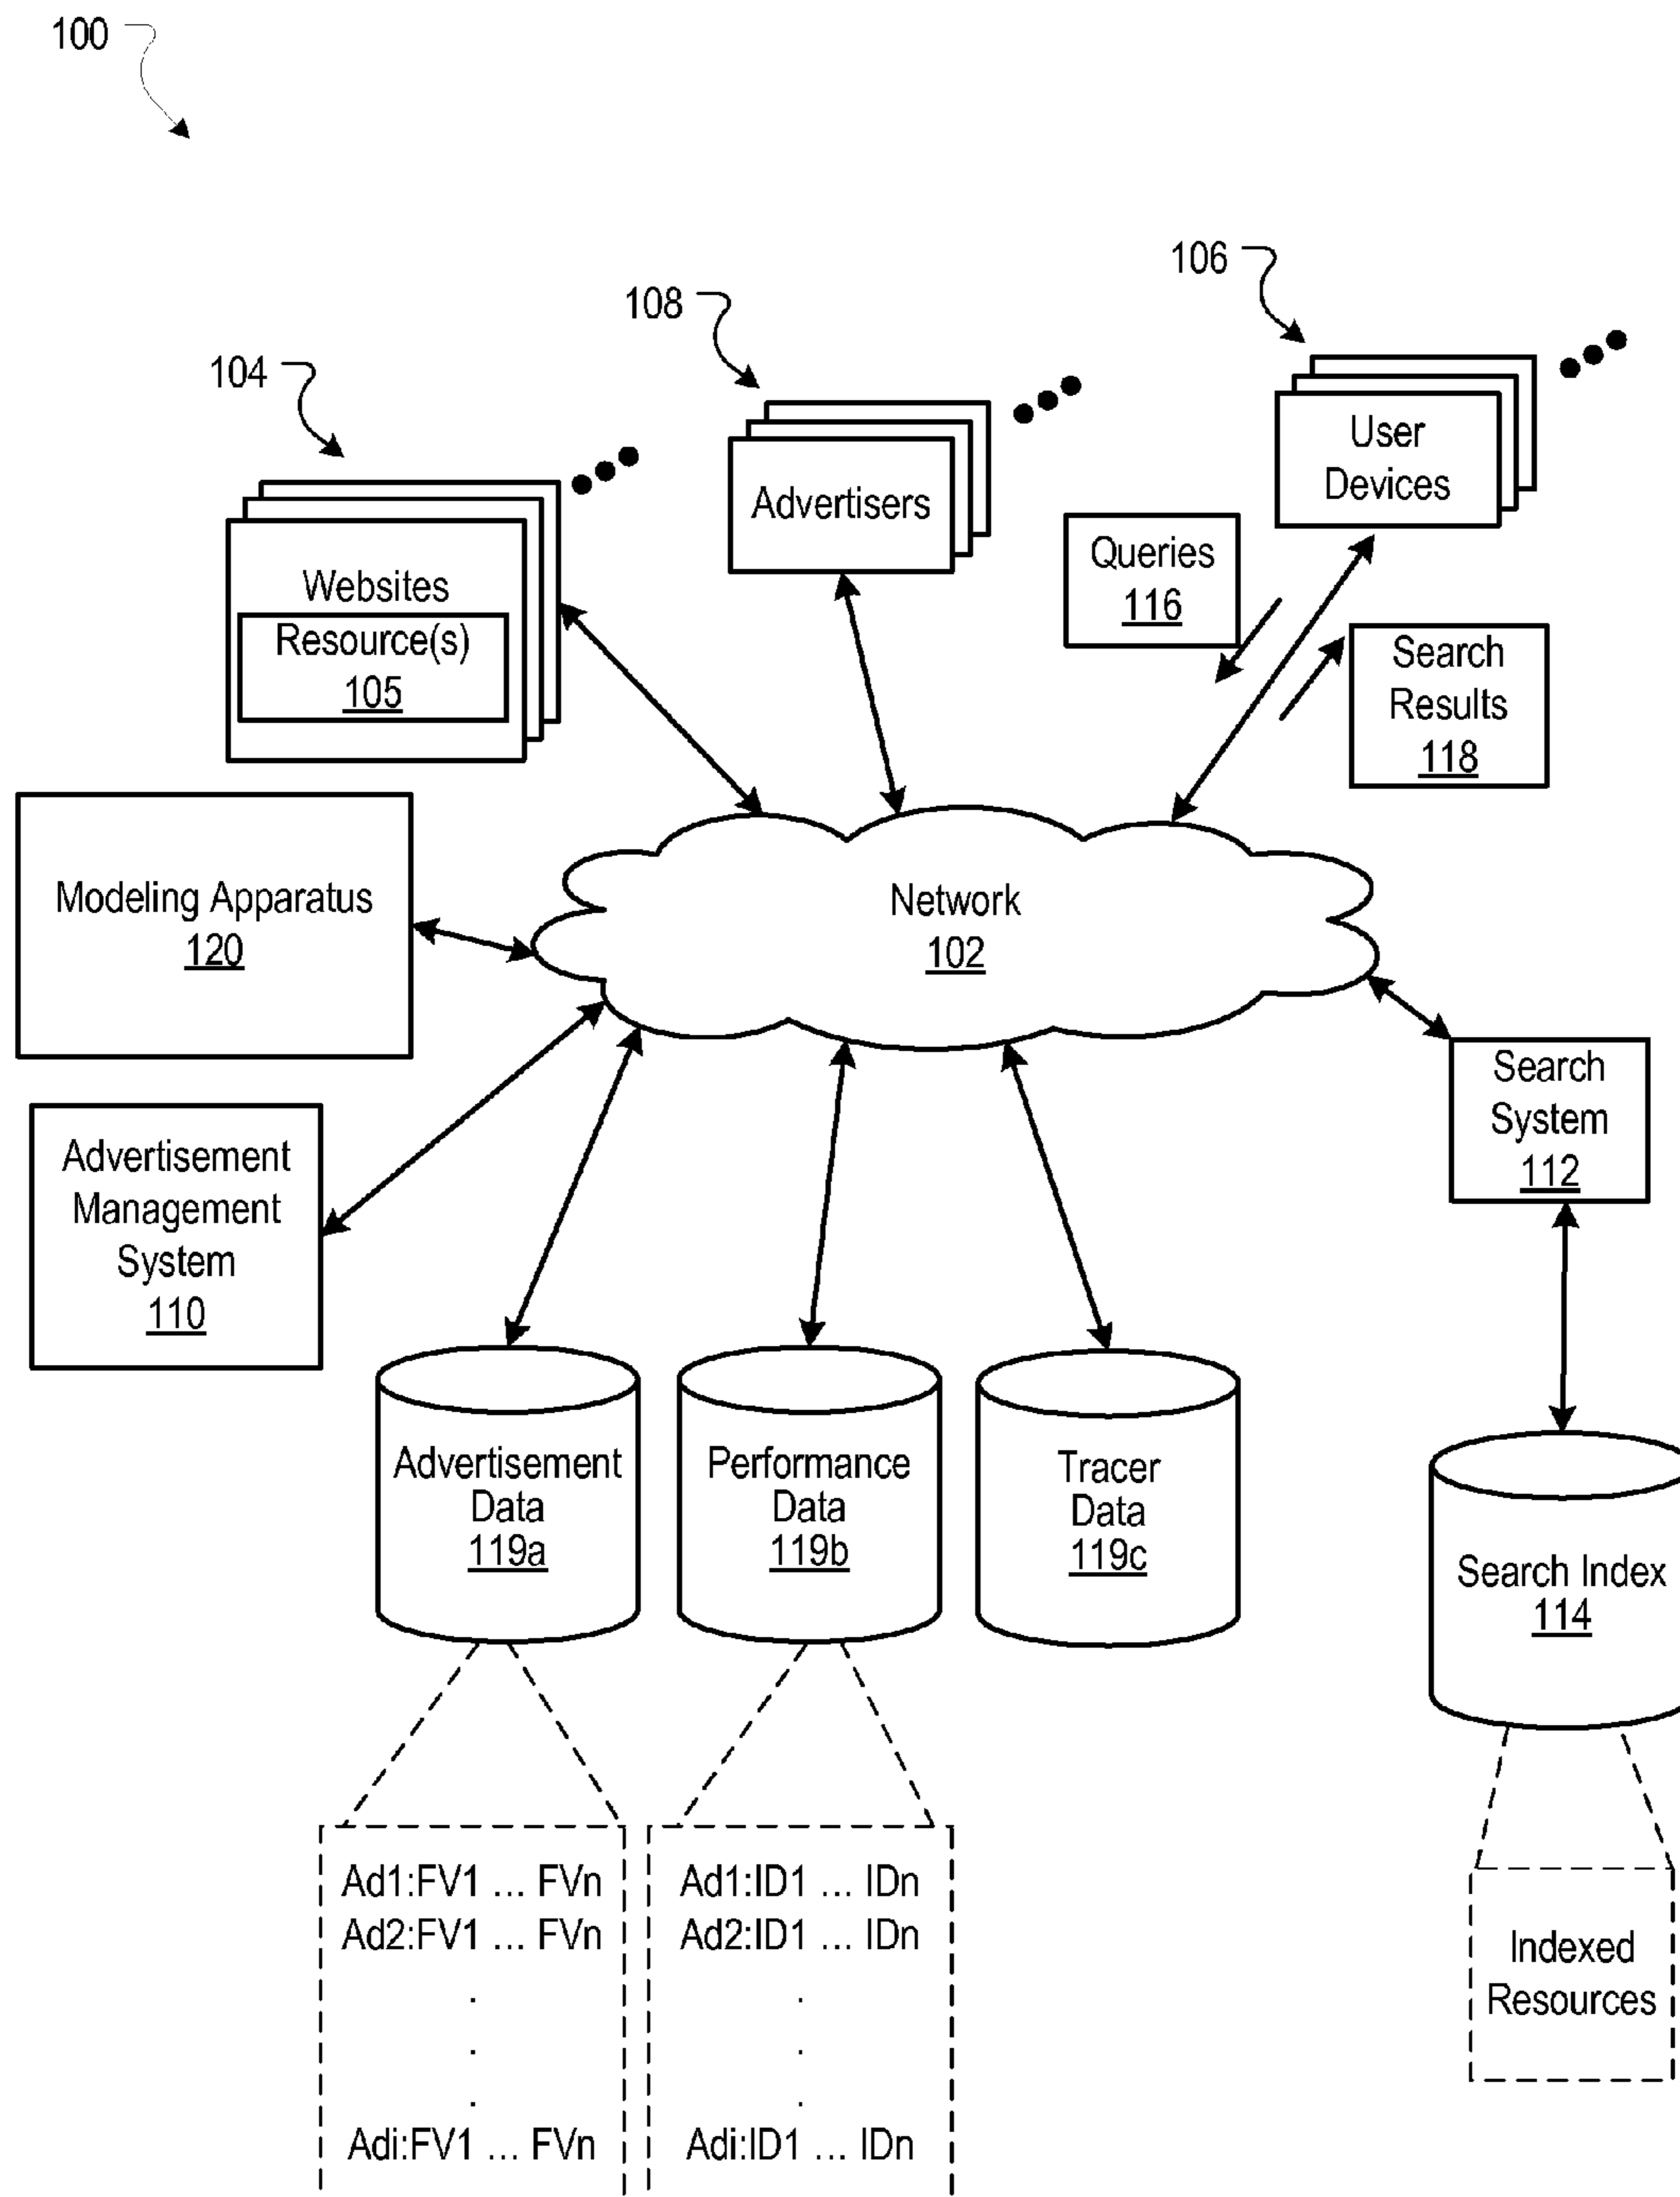 100
106
108
104
User
Devices
Advertisers
Queries
116
Websites
Resource(s)
105
Search
Results
118
Modeling Apparatus
120
Network
102
Search
System
112
Advertisement
Management
System
110
Advertisement
Data
119a
Performance
Data
119b
Tracer
Data
119c
Search Index
114
Ad1:FV1 ... FVn
Ad2:FV1 ... FVn
.
.
.
Adi:FV1 ... FVn
Ad1:ID1 ... IDn
Ad2:ID1 ... IDn
.
.
.
Adi:ID1 ... IDn
Indexed
Resources